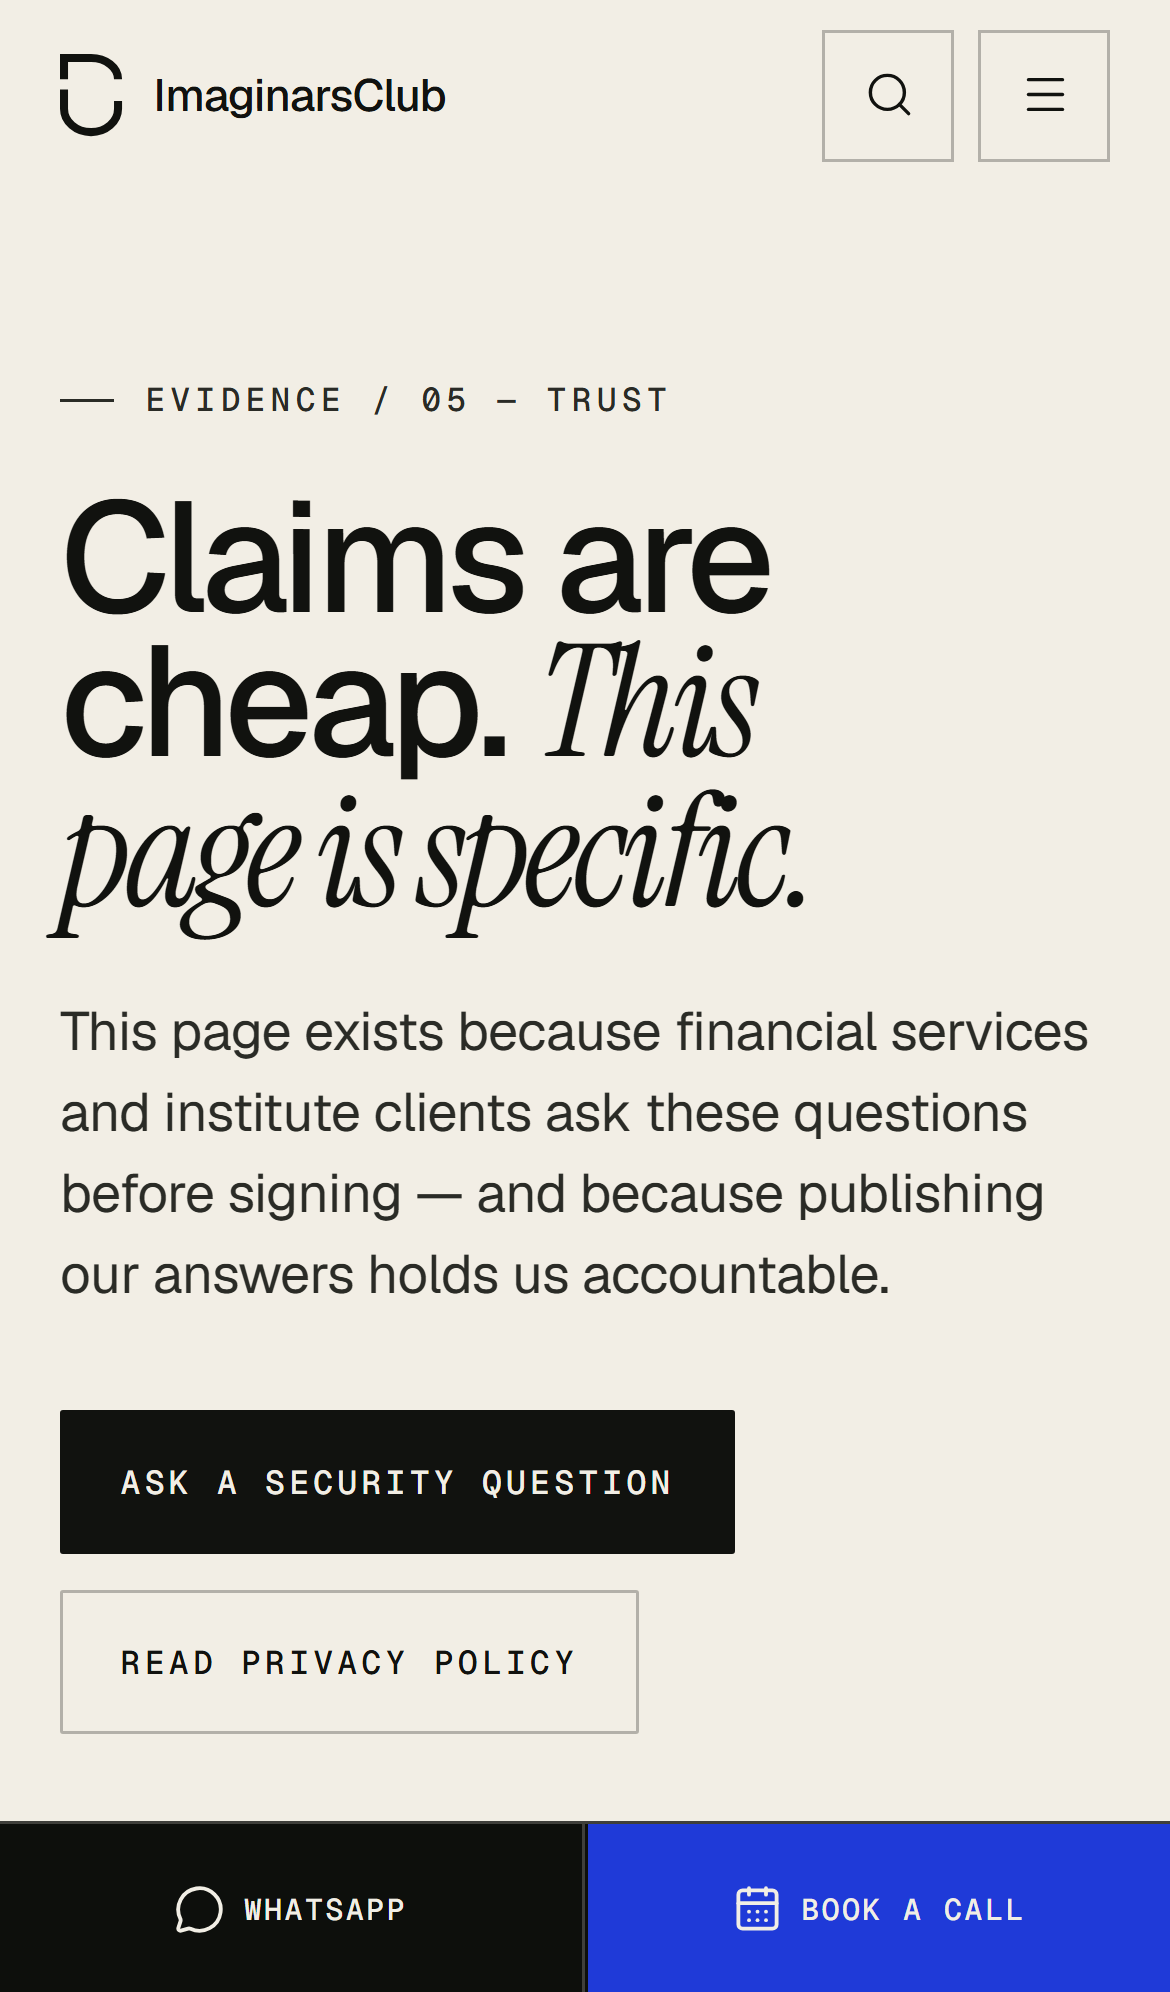 ImaginarsClub
EVIDENCE / 05 — TRUST
Claims are
cheap. This
page is specific.
This page exists because financial services
and institute clients ask these questions
before signing — and because publishing
our answers holds us accountable.
ASK A SECURITY QUESTION
READ PRIVACY POLICY
WHATSAPP
BOOK A CALL